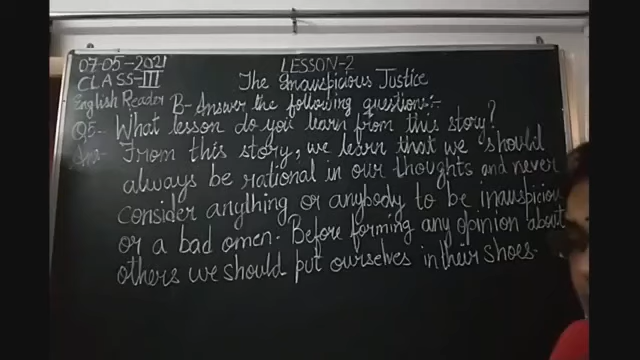 07-05-2021
LESSON-2
CLASS-III
The Inauspicious Justice
English Reader
B-Answer the following questions:-
Q5- What lesson do you learn from this story?
Ans:- From this story, we learn that we should
always be rational in our thoughts and never
consider anything or anybody to be inauspicious
or a bad omen. Before forming any opinion about
others we should put ourselves in their shoes.